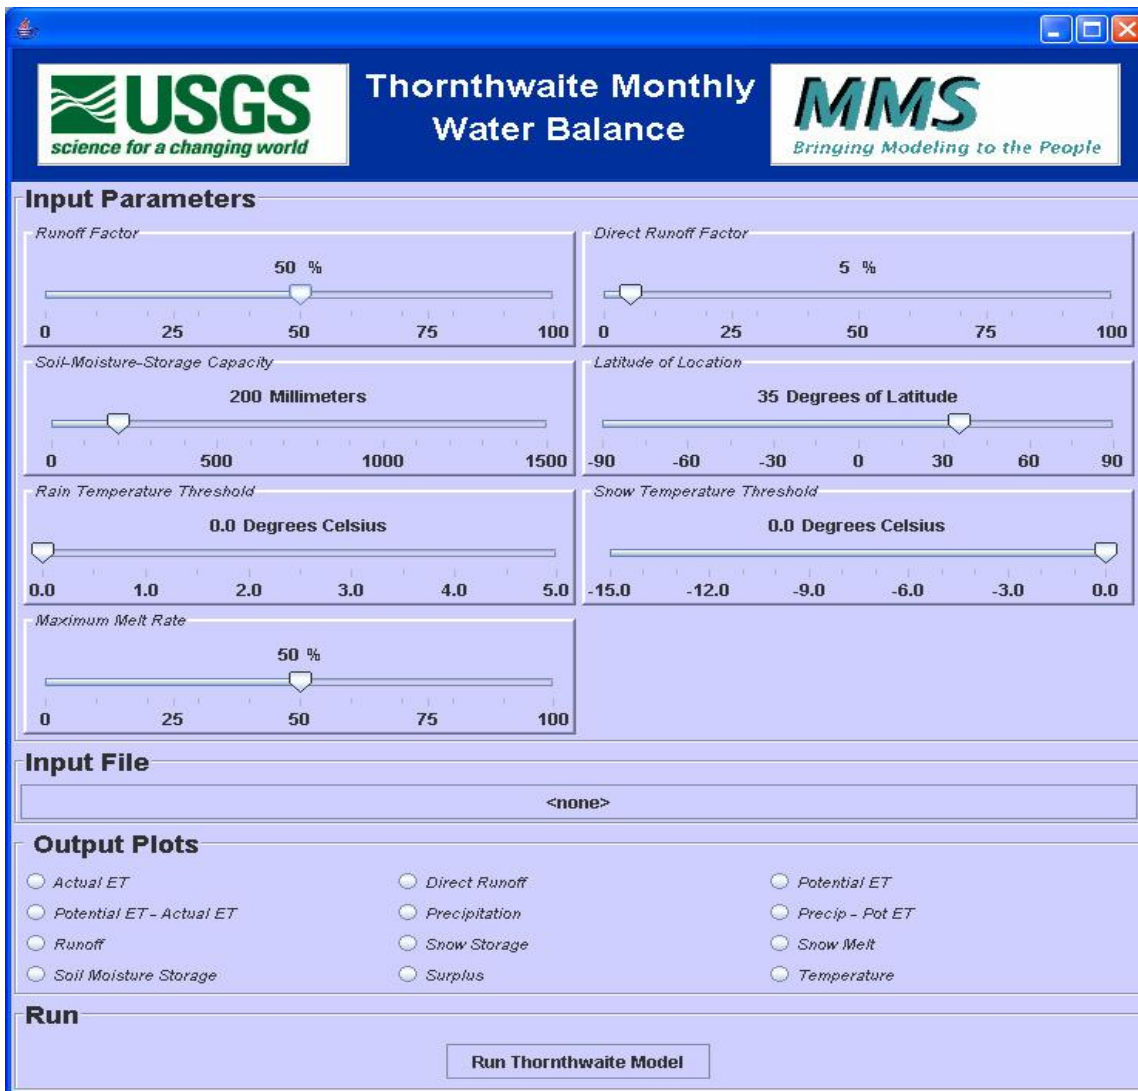 USGS
science for a changing world
Thornthwaite Monthly
Water Balance
MMS
Bringing Modeling to the People
Input Parameters
Runoff Factor
50 %
0 25 50 75 100
Direct Runoff Factor
5 %
0 25 50 75 100
Soil-Moisture-Storage Capacity
200 Millimeters
0 500 1000 1500
Latitude of Location
35 Degrees of Latitude
-90 -60 -30 0 30 60 90
Rain Temperature Threshold
0.0 Degrees Celsius
0.0 1.0 2.0 3.0 4.0 5.0
Snow Temperature Threshold
0.0 Degrees Celsius
-15.0 -12.0 -9.0 -6.0 -3.0 0.0
Maximum Melt Rate
50 %
0 25 50 75 100
Input File
<none>
Output Plots
Actual ET Direct Runoff Potential ET
Potential ET - Actual ET Precipitation Precip - Pot ET
Runoff Snow Storage Snow Melt
Soil Moisture Storage Surplus Temperature
Run
Run Thornthwaite Model